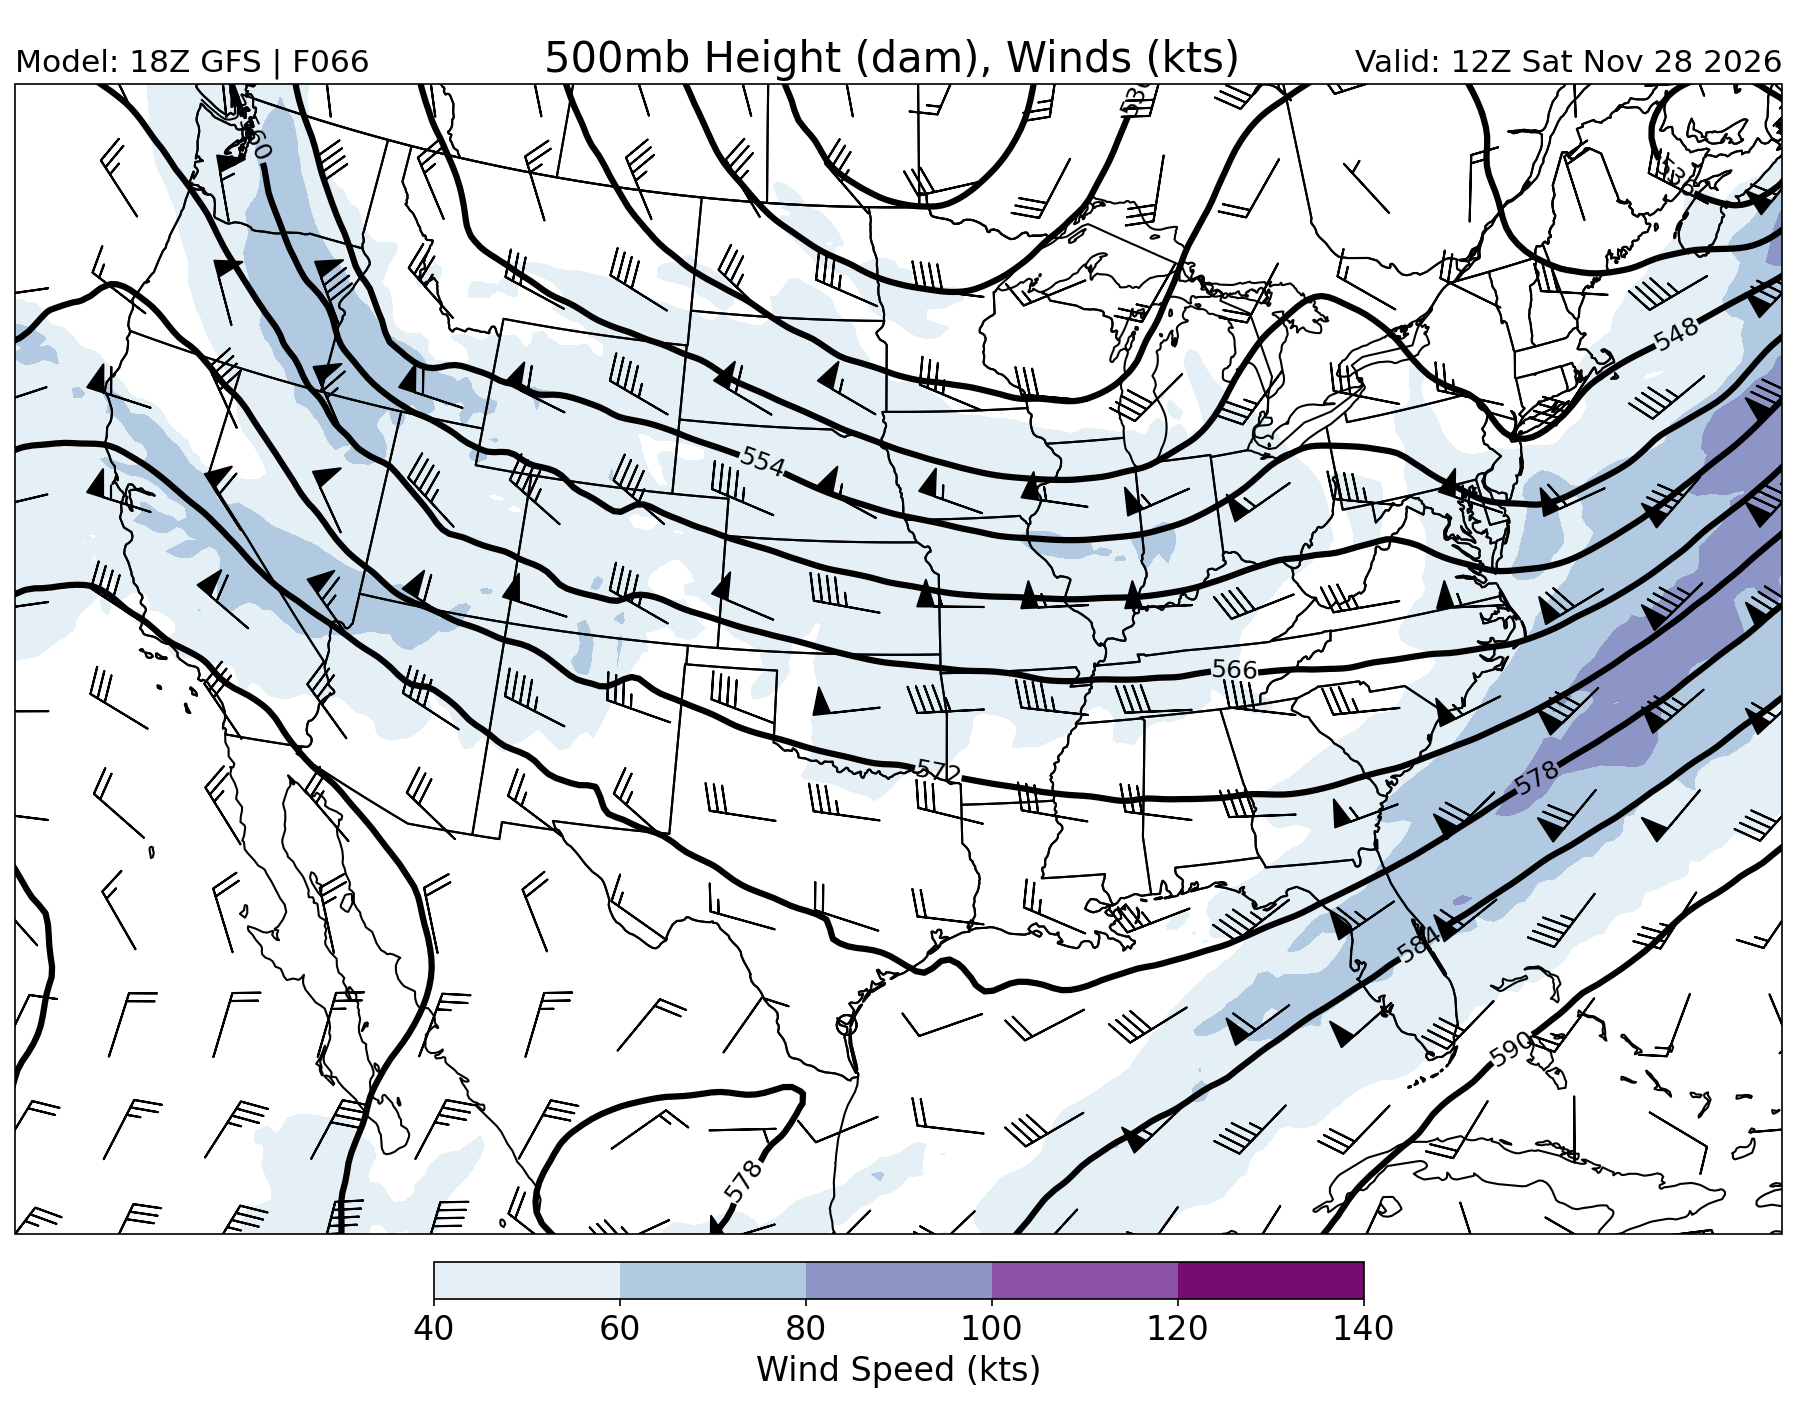 Model: 18Z GFS | F066
500mb Height (dam), Winds (kts)
Valid: 12Z Sat Nov 28 2026
548
554
566
572
578
584
590
578
40 60 80 100 120 140
Wind Speed (kts)